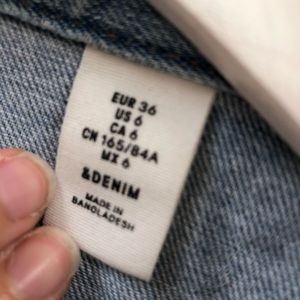 EUR 36
US 6
CA 6
CN 165/84A
MX 6
&DENIM
MADE IN
BANGLADESH